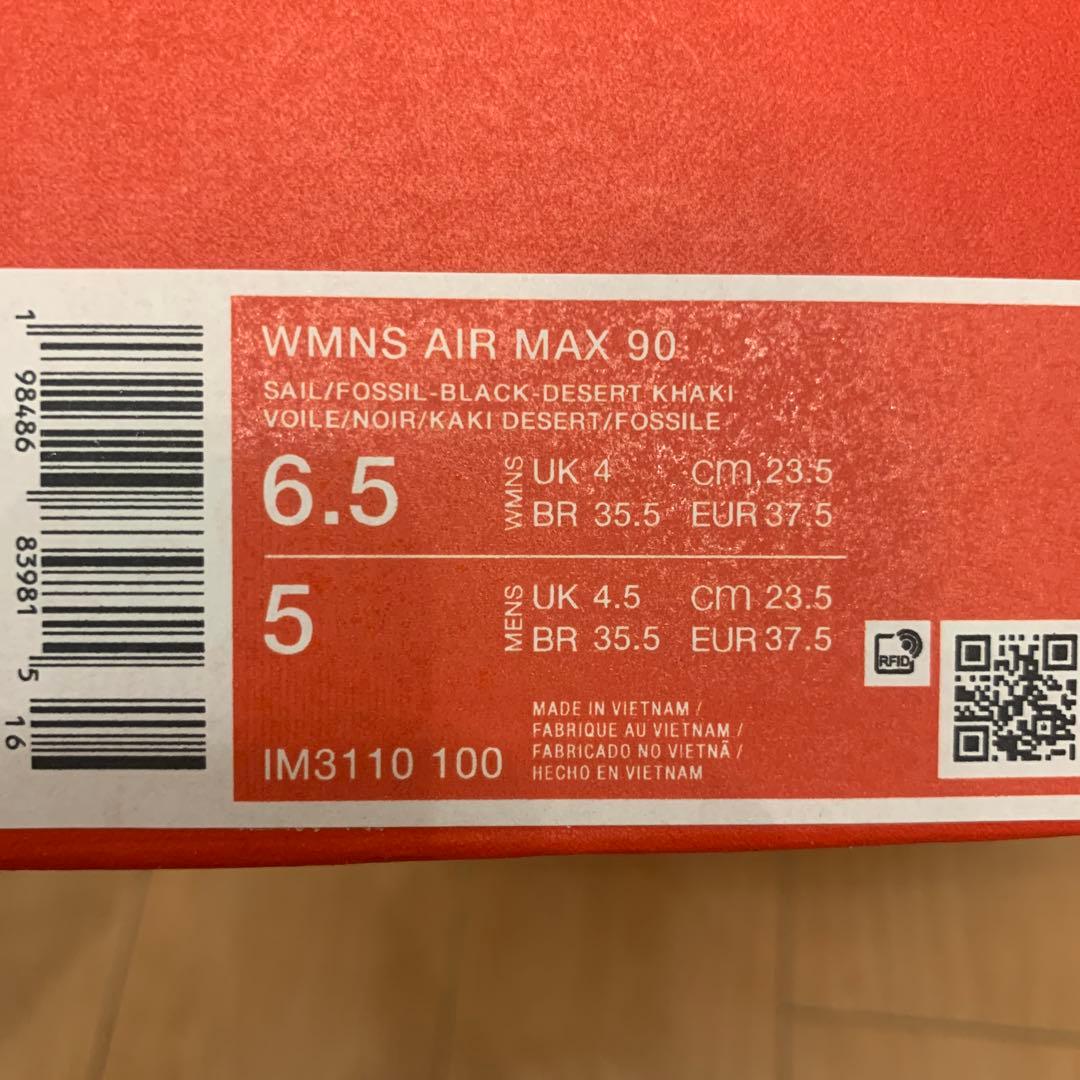 WMNS AIR MAX 90
SAIL/FOSSIL-BLACK-DESERT KHAKI
VOILE/NOIR/KAKI DESERT/FOSSILE
6.5 WMNS UK 4 cm 23.5
BR 35.5 EUR 37.5
5 MENS UK 4.5 cm 23.5
BR 35.5 EUR 37.5
MADE IN VIETNAM /
FABRIQUE AU VIETNAM /
FABRICADO NO VIETNÃ /
HECHO EN VIETNAM
IM3110 100
RFID
1 98486 83981 5 16